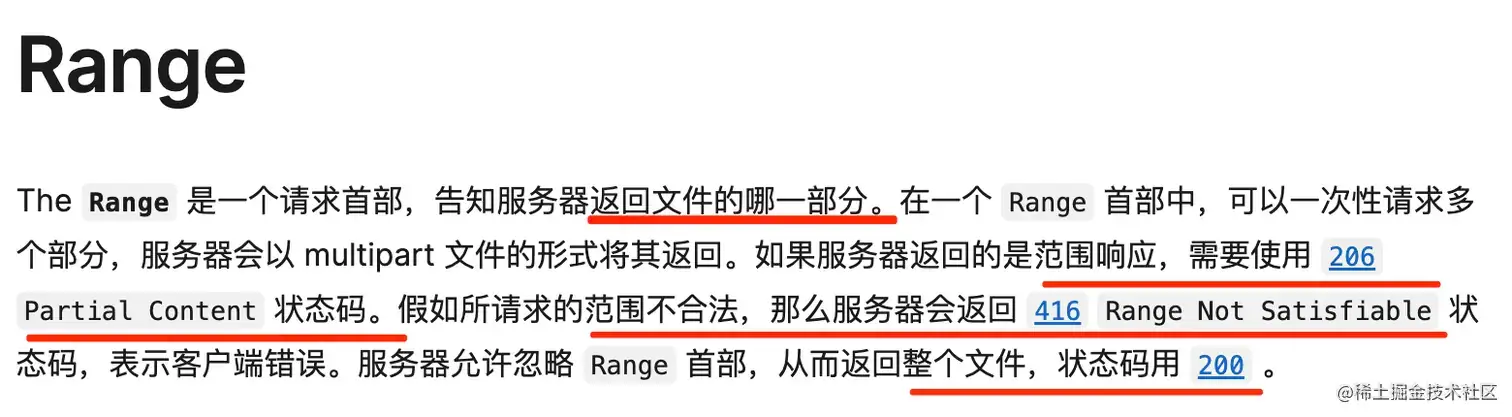 Range
The Range 是一个请求首部，告知服务器返回文件的哪一部分。在一个 Range 首部中，可以一次性请求多
个部分，服务器会以 multipart 文件的形式将其返回。如果服务器返回的是范围响应，需要使用 206
Partial Content 状态码。假如所请求的范围不合法，那么服务器会返回 416 Range Not Satisfiable 状
态码，表示客户端错误。服务器允许忽略 Range 首部，从而返回整个文件，状态码用 200 。
@稀土掘金技术社区